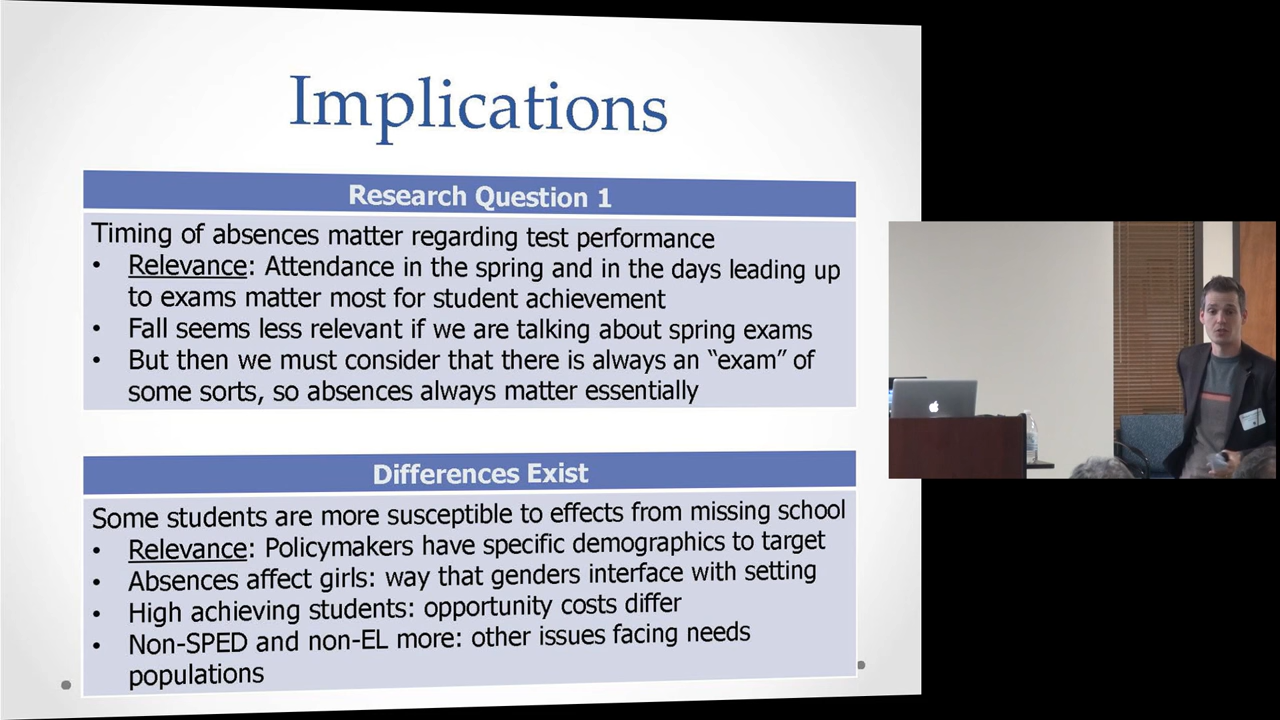 Implications
Research Question 1
Timing of absences matter regarding test performance
• Relevance: Attendance in the spring and in the days leading up
to exams matter most for student achievement
• Fall seems less relevant if we are talking about spring exams
• But then we must consider that there is always an “exam” of
some sorts, so absences always matter essentially
Differences Exist
Some students are more susceptible to effects from missing school
• Relevance: Policymakers have specific demographics to target
• Absences affect girls: way that genders interface with setting
• High achieving students: opportunity costs differ
• Non-SPED and non-EL more: other issues facing needs
populations